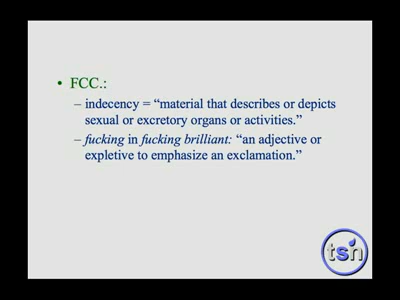 • FCC.:
– indecency = “material that describes or depicts
sexual or excretory organs or activities.”
– fucking in fucking brilliant: “an adjective or
expletive to emphasize an exclamation.”
tsn